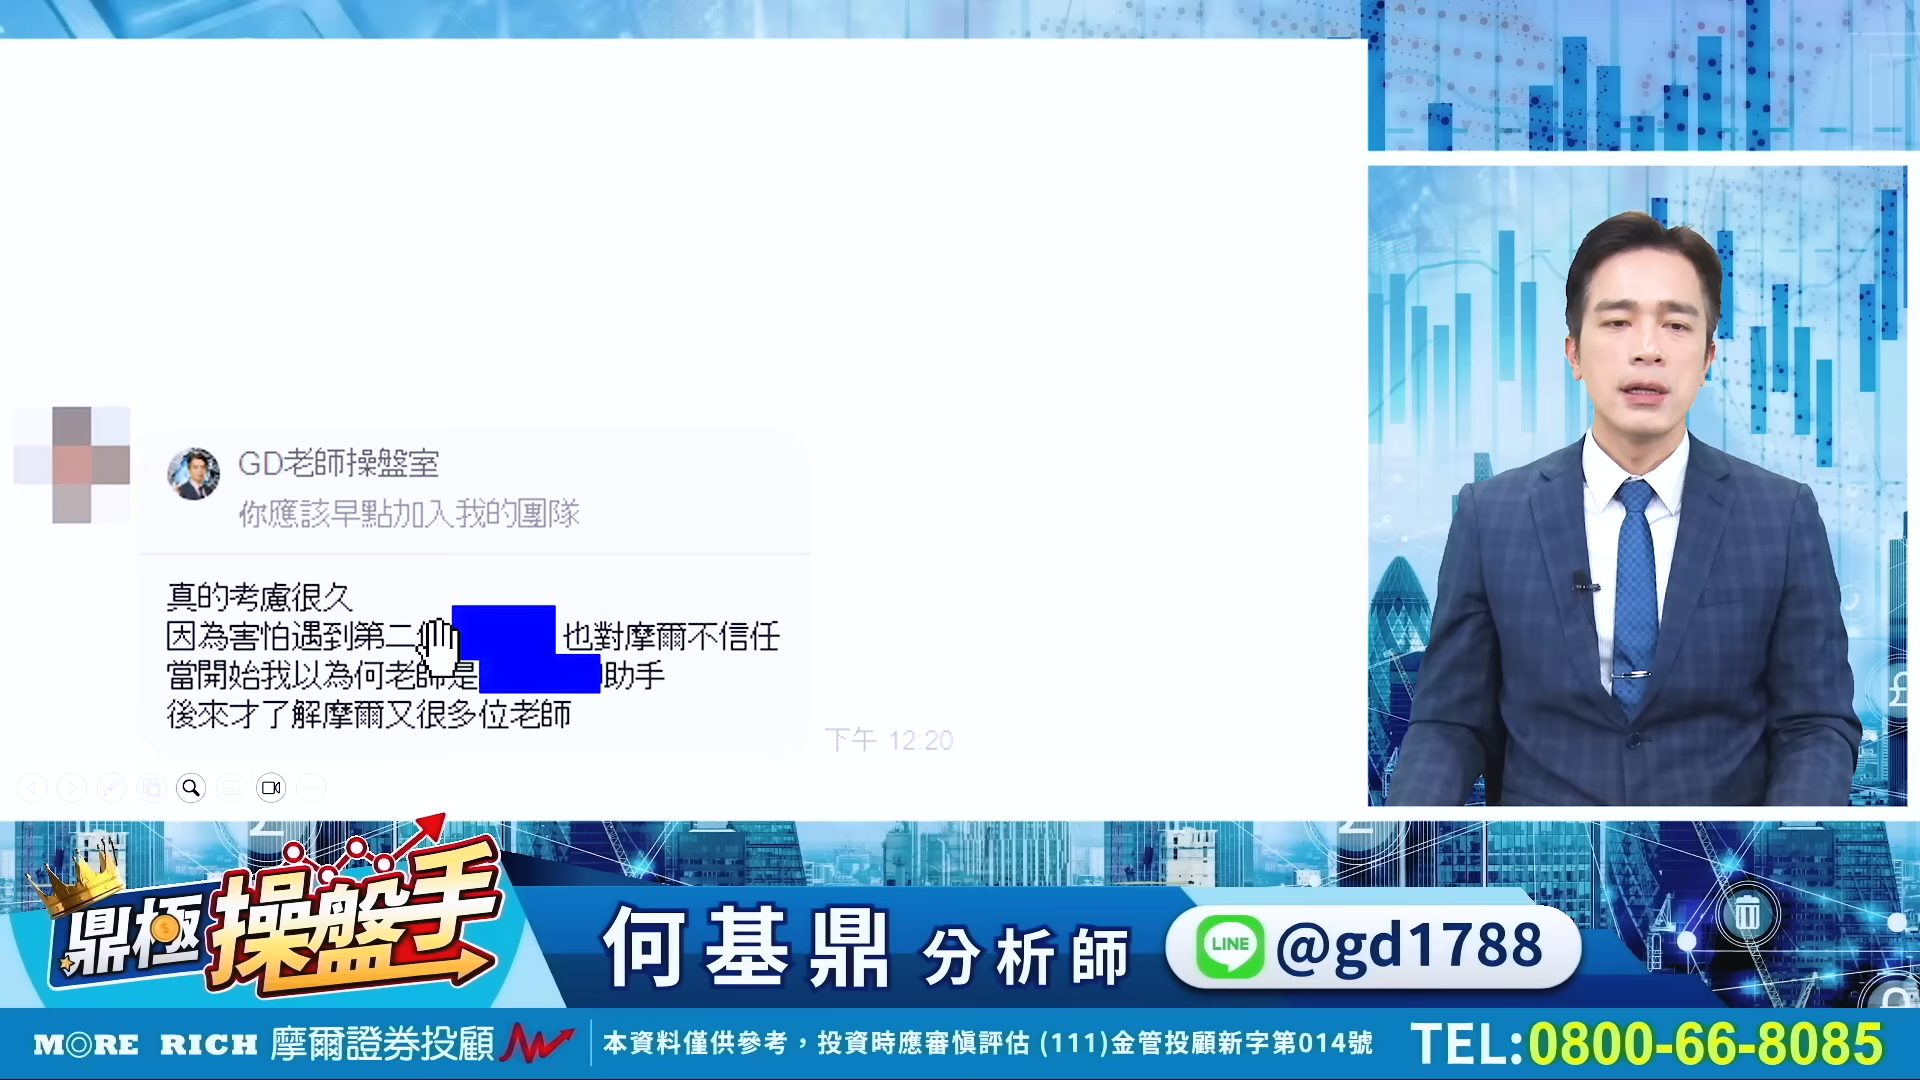 GD老師操盤室
你應該早點加入我的團隊
真的考慮很久
因為害怕遇到第二 也對摩爾不信任
當開始我以為何老師是 助手
後來才了解摩爾又很多位老師
下午 12:20
鼎極操盤手
何基鼎 分析師
LINE @gd1788
MORE RICH 摩爾證券投顧
本資料僅供參考，投資時應審慎評估 (111)金管投顧新字第014號
TEL:0800-66-8085